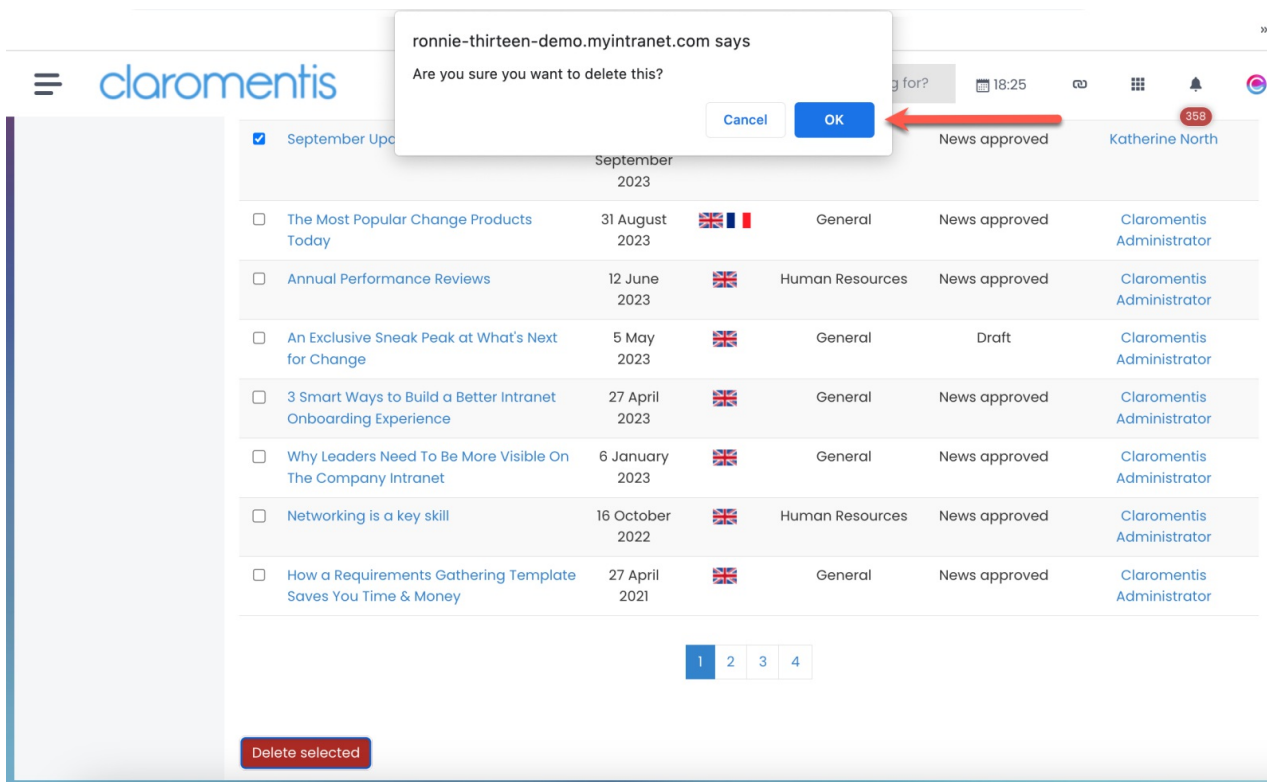 ronnie-thirteen-demo.myintranet.com says
Are you sure you want to delete this?
Cancel
OK
»
claromentis
g for?
18:25
358
September Upd
September
2023
News approved
Katherine North
The Most Popular Change Products
Today
31 August
2023
General
News approved
Claromentis
Administrator
Annual Performance Reviews
12 June
2023
Human Resources
News approved
Claromentis
Administrator
An Exclusive Sneak Peak at What's Next
for Change
5 May
2023
General
Draft
Claromentis
Administrator
3 Smart Ways to Build a Better Intranet
Onboarding Experience
27 April
2023
General
News approved
Claromentis
Administrator
Why Leaders Need To Be More Visible On
The Company Intranet
6 January
2023
General
News approved
Claromentis
Administrator
Networking is a key skill
16 October
2022
Human Resources
News approved
Claromentis
Administrator
How a Requirements Gathering Template
Saves You Time & Money
27 April
2021
General
News approved
Claromentis
Administrator
1
2
3
4
Delete selected